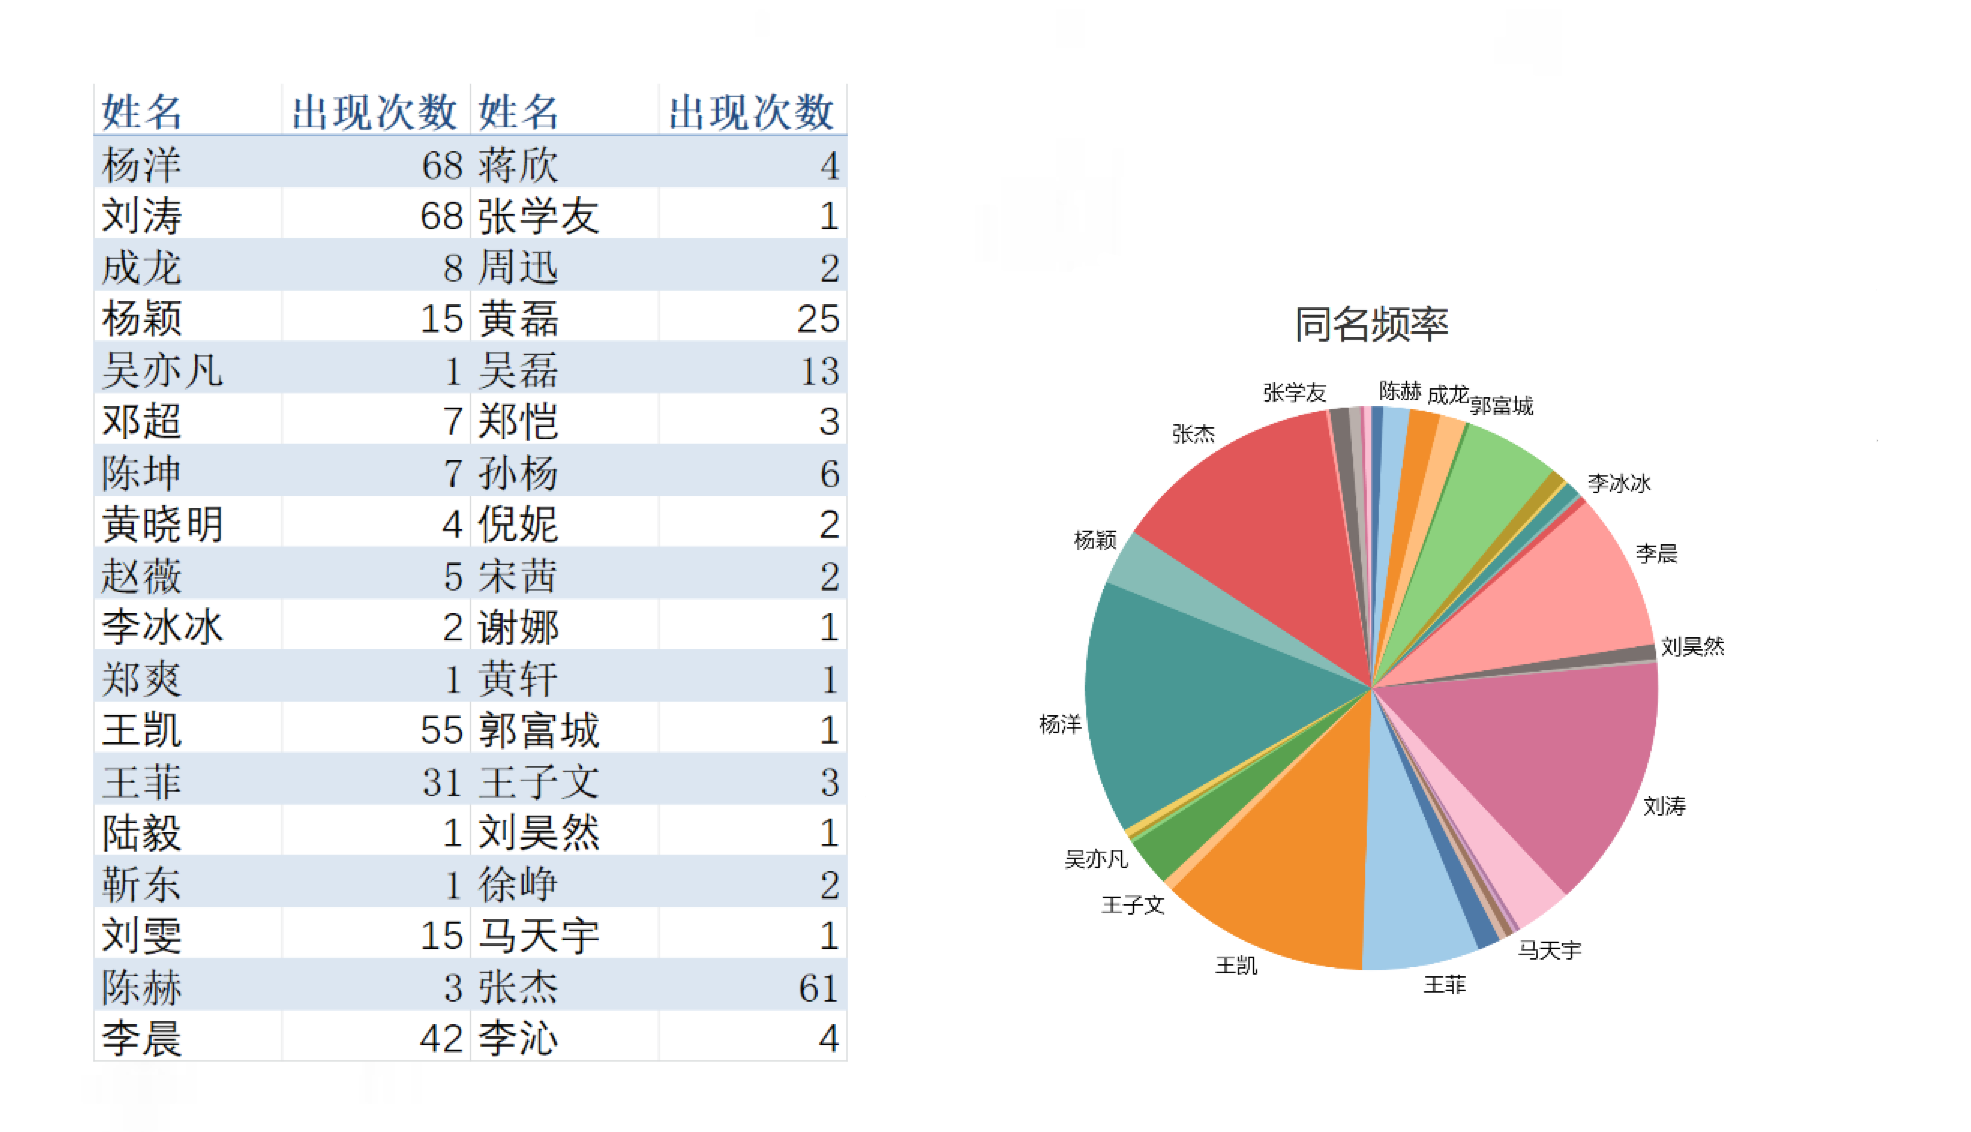 姓名 出现次数 姓名 出现次数
杨洋 68 蒋欣 4
刘涛 68 张学友 1
成龙 8 周迅 2
杨颖 15 黄磊 25
吴亦凡 1 吴磊 13
邓超 7 郑恺 3
陈坤 7 孙杨 6
黄晓明 4 倪妮 2
赵薇 5 宋茜 2
李冰冰 2 谢娜 1
郑爽 1 黄轩 1
王凯 55 郭富城 1
王菲 31 王子文 3
陆毅 1 刘昊然 1
靳东 1 徐峥 2
刘雯 15 马天宇 1
陈赫 3 张杰 61
李晨 42 李沁 4
同名频率
张学友
陈赫
成龙
郭富城
张杰
李冰冰
杨颖
李晨
刘昊然
杨洋
刘涛
吴亦凡
王子文
马天宇
王凯
王菲